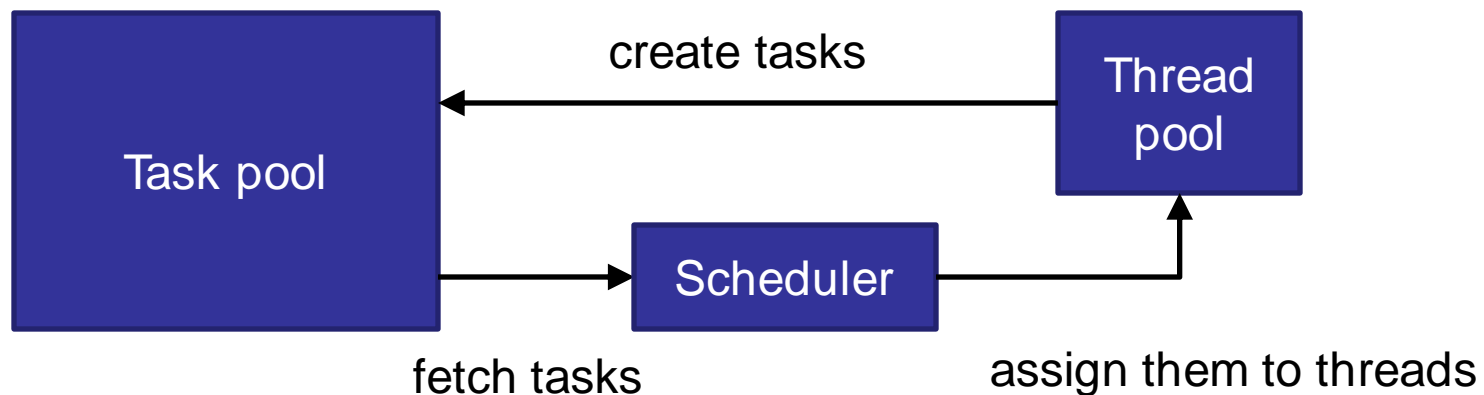 create tasks
Thread
pool
Task pool
Scheduler
fetch tasks
assign them to threads